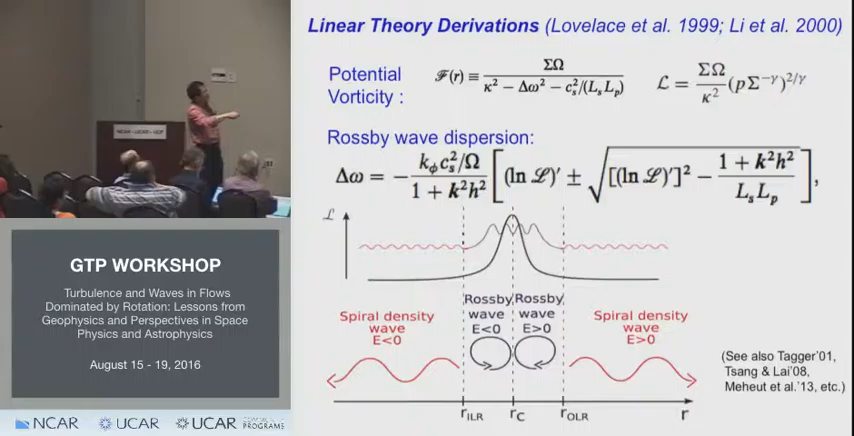 Linear Theory Derivations (Lovelace et al. 1999; Li et al. 2000)
Potential Vorticity :
ℱ(r) ≡ ΣΩ / (κ² − Δω² − c_s²/(L_s L_p))
ℒ = ΣΩ/κ² (pΣ^−γ)^2/γ
Rossby wave dispersion:
Δω = − (k_ϕ c_s²/Ω)/(1 + k²h²) [ (ln ℒ)′ ± √([(ln ℒ)′]² − (1 + k²h²)/(L_s L_p)) ],
ℒ
Spiral density
wave
E<0
Rossby
wave
E<0
Rossby
wave
E>0
Spiral density
wave
E>0
(See also Tagger'01,
Tsang & Lai'08,
Meheut et al.'13, etc.)
r_ILR
r_C
r_OLR
r
NCAR · UCAR · GTP
GTP WORKSHOP
Turbulence and Waves in Flows
Dominated by Rotation: Lessons from
Geophysics and Perspectives in Space
Physics and Astrophysics
August 15 - 19, 2016
NCAR
UCAR
UCAR COMMUNITY PROGRAMS